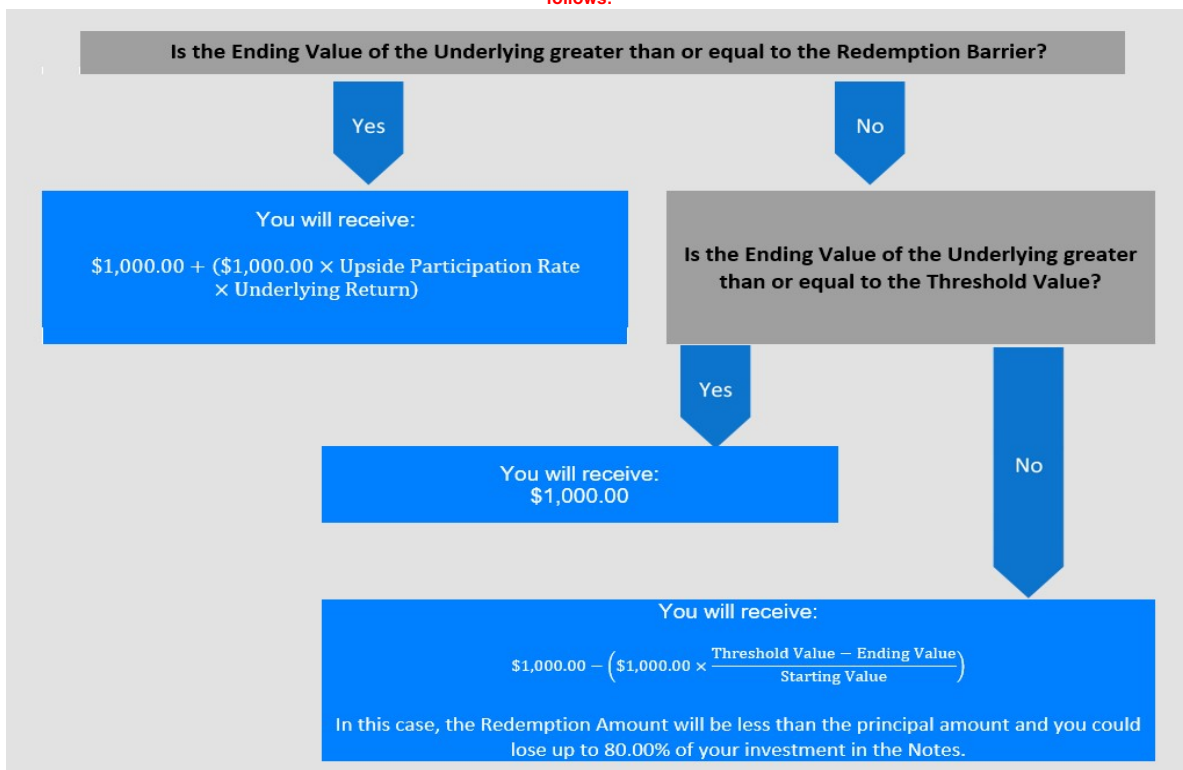 follows:
Is the Ending Value of the Underlying greater than or equal to the Redemption Barrier?
Yes
No
You will receive:
$1,000.00 + ($1,000.00 × Upside Participation Rate
× Underlying Return)
Is the Ending Value of the Underlying greater
than or equal to the Threshold Value?
Yes
No
You will receive:
$1,000.00
You will receive:
$1,000.00 − ($1,000.00 × Threshold Value − Ending Value
Starting Value)
In this case, the Redemption Amount will be less than the principal amount and you could
lose up to 80.00% of your investment in the Notes.